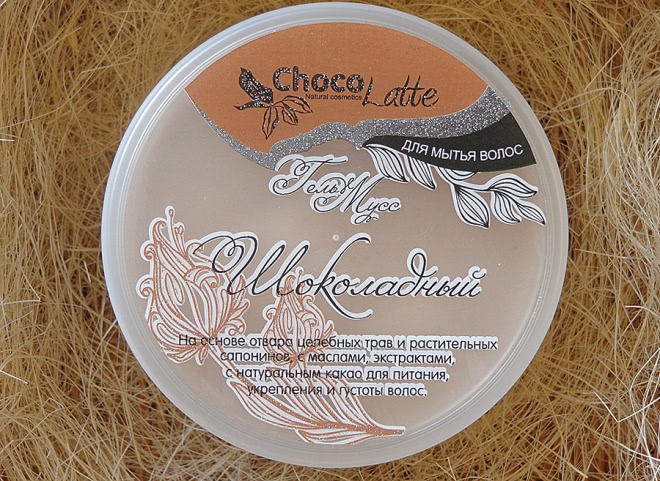 Choco Latte
Natural cosmetics
ДЛЯ МЫТЬЯ ВОЛОС
Гель Мусс
Шоколадный
На основе отвара целебных трав и растительных
сапонинов, с маслами, экстрактами,
с натуральным какао для питания,
укрепления и густоты волос.